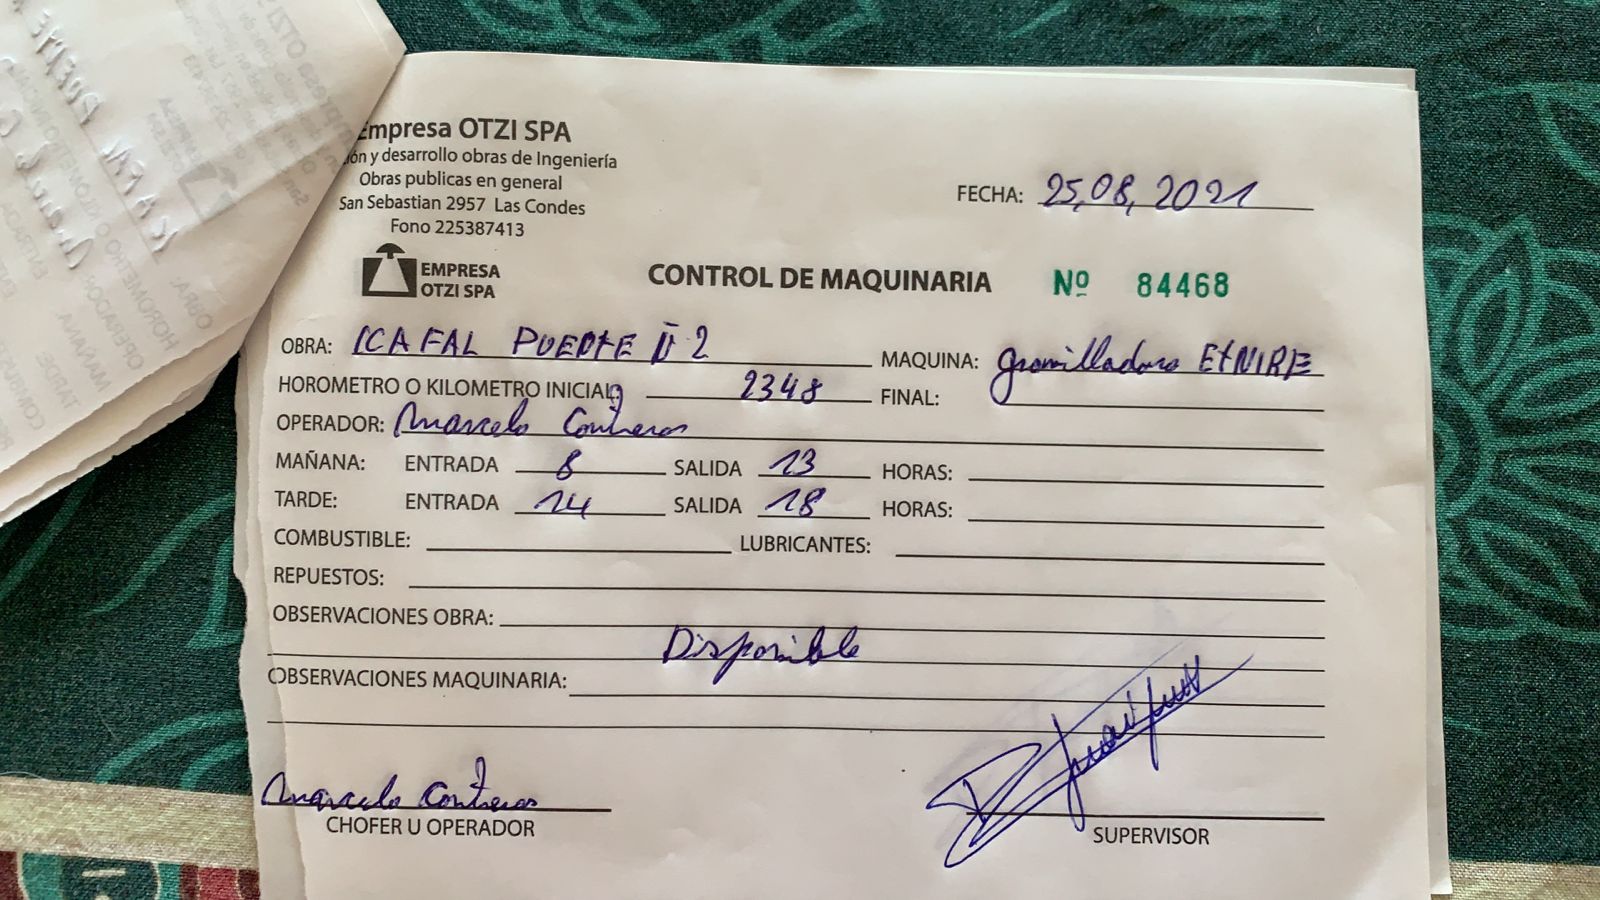 Empresa OTZI SPA
ión y desarrollo obras de Ingeniería
Obras publicas en general
San Sebastian 2957 Las Condes
Fono 225387413
FECHA: 25,08,2021
EMPRESA
OTZI SPA
CONTROL DE MAQUINARIA Nº 84468
OBRA: ICAFAL PUENTE N 2 MAQUINA: gravilladora ETNIRE
HOROMETRO O KILOMETRO INICIAL: 2348 FINAL:
OPERADOR: Marcelo Contreras
MAÑANA: ENTRADA 8 SALIDA 13 HORAS:
TARDE: ENTRADA 14 SALIDA 18 HORAS:
COMBUSTIBLE: LUBRICANTES:
REPUESTOS:
OBSERVACIONES OBRA:
Disponible
OBSERVACIONES MAQUINARIA:
Marcelo Contreras
CHOFER U OPERADOR
SUPERVISOR